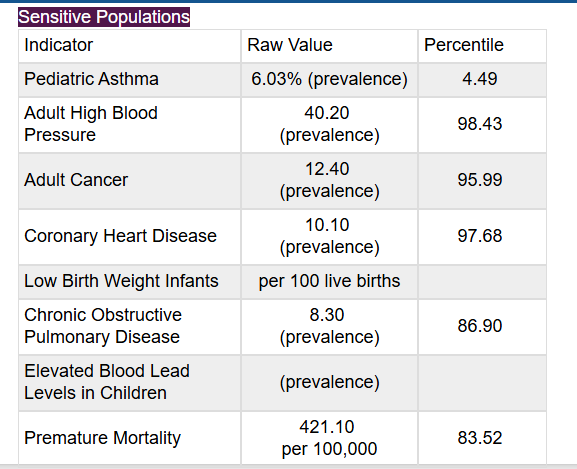 Sensitive Populations
Indicator Raw Value Percentile
Pediatric Asthma 6.03% (prevalence) 4.49
Adult High Blood Pressure 40.20 (prevalence) 98.43
Adult Cancer 12.40 (prevalence) 95.99
Coronary Heart Disease 10.10 (prevalence) 97.68
Low Birth Weight Infants per 100 live births
Chronic Obstructive Pulmonary Disease 8.30 (prevalence) 86.90
Elevated Blood Lead Levels in Children (prevalence)
Premature Mortality 421.10 per 100,000 83.52